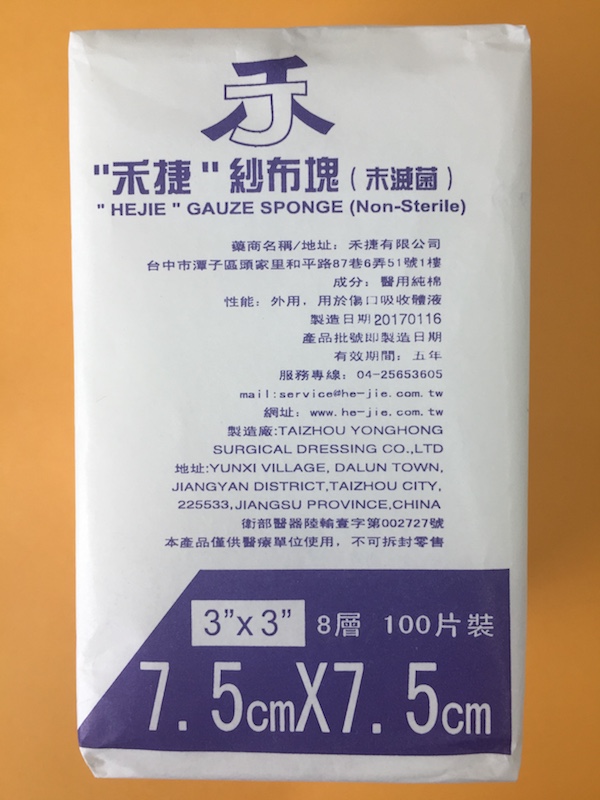 禾
"禾捷"紗布塊(未滅菌)
"HEJIE" GAUZE SPONGE (Non-Sterile)
藥商名稱/地址：禾捷有限公司
台中市潭子區頭家里和平路87巷6弄51號1樓
成分：醫用純棉
性能：外用，用於傷口吸收體液
製造日期20170116
產品批號即製造日期
有效期間：五年
服務專線：04-25653605
mail:service@he-jie.com.tw
網址：www.he-jie.com.tw
製造廠:TAIZHOU YONGHONG
SURGICAL DRESSING CO.,LTD
地址:YUNXI VILLAGE, DALUN TOWN,
JIANGYAN DISTRICT,TAIZHOU CITY,
225533,JIANGSU PROVINCE,CHINA
衛部醫器陸輸壹字第002727號
本產品僅供醫療單位使用，不可拆封零售
3"x3" 8層 100片裝
7.5cmX7.5cm